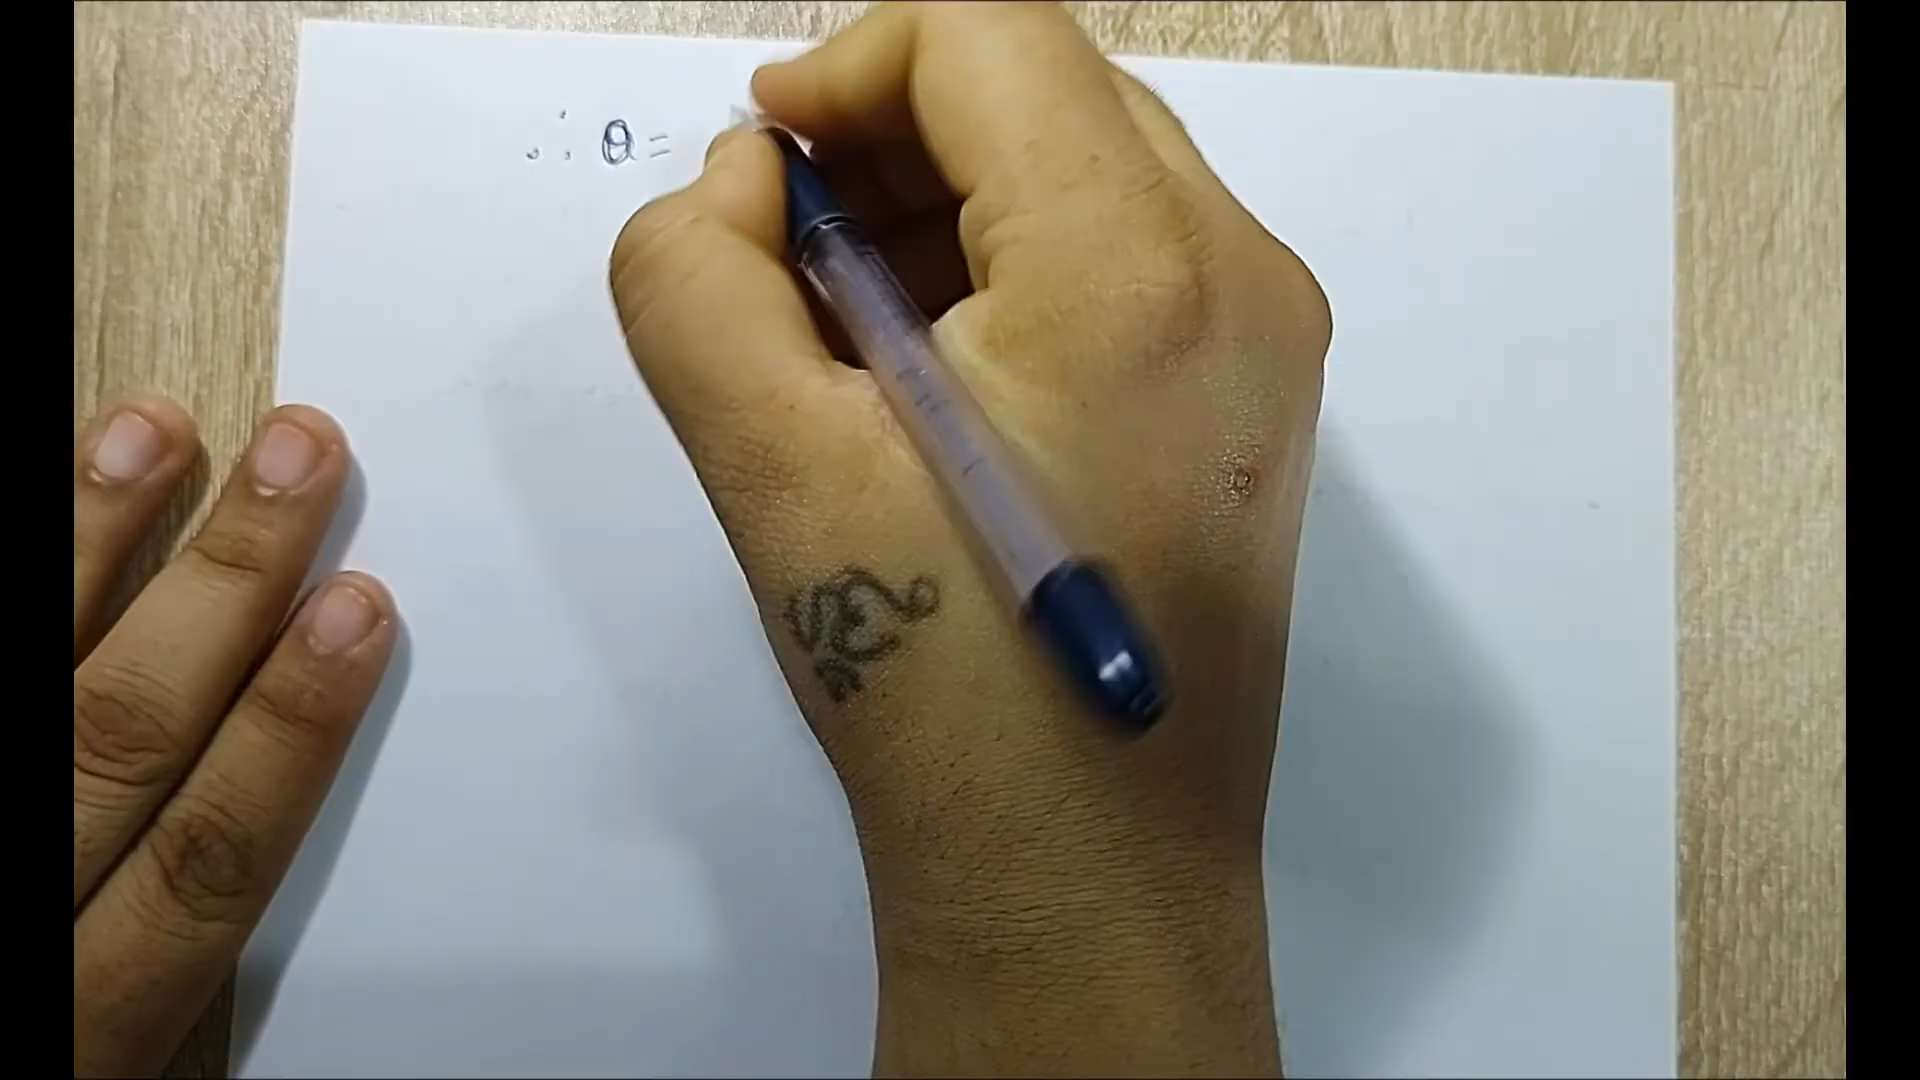 ∴ θ =